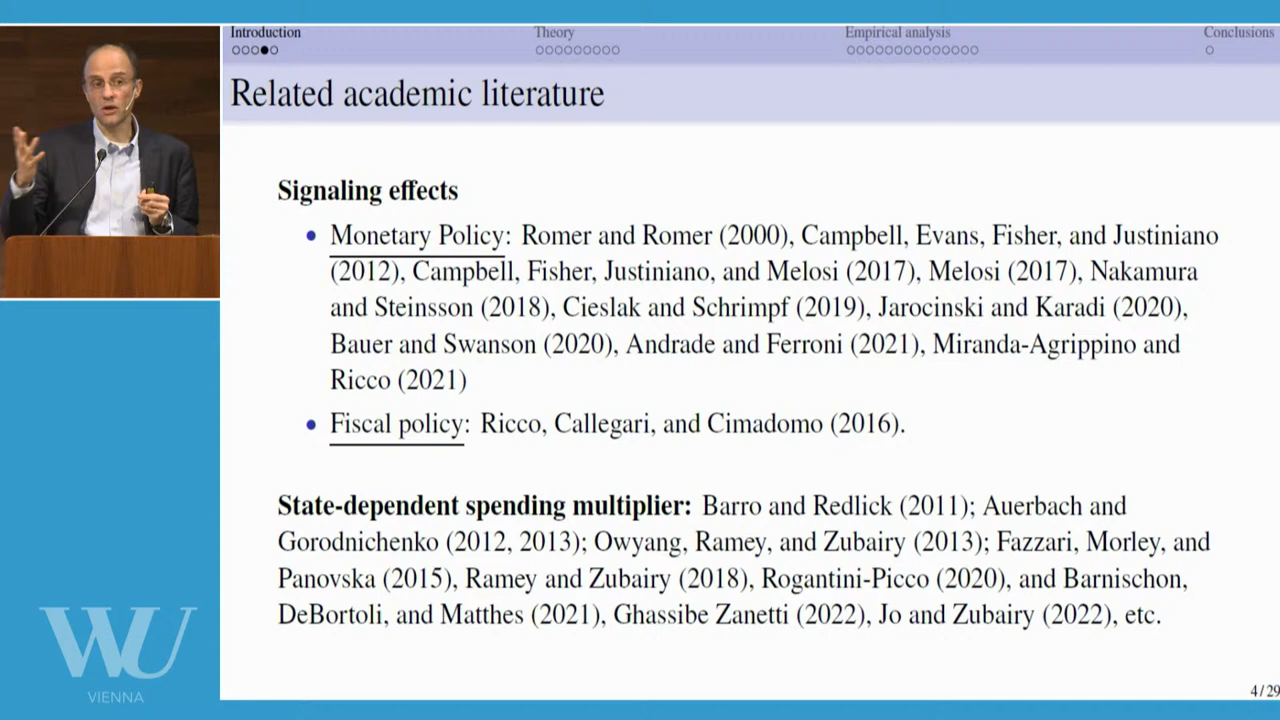 Introduction
Theory
Empirical analysis
Conclusions
Related academic literature
Signaling effects
• Monetary Policy: Romer and Romer (2000), Campbell, Evans, Fisher, and Justiniano
(2012), Campbell, Fisher, Justiniano, and Melosi (2017), Melosi (2017), Nakamura
and Steinsson (2018), Cieslak and Schrimpf (2019), Jarocinski and Karadi (2020),
Bauer and Swanson (2020), Andrade and Ferroni (2021), Miranda-Agrippino and
Ricco (2021)
• Fiscal policy: Ricco, Callegari, and Cimadomo (2016).
State-dependent spending multiplier: Barro and Redlick (2011); Auerbach and
Gorodnichenko (2012, 2013); Owyang, Ramey, and Zubairy (2013); Fazzari, Morley, and
Panovska (2015), Ramey and Zubairy (2018), Rogantini-Picco (2020), and Barnischon,
DeBortoli, and Matthes (2021), Ghassibe Zanetti (2022), Jo and Zubairy (2022), etc.
4/29
WU
VIENNA